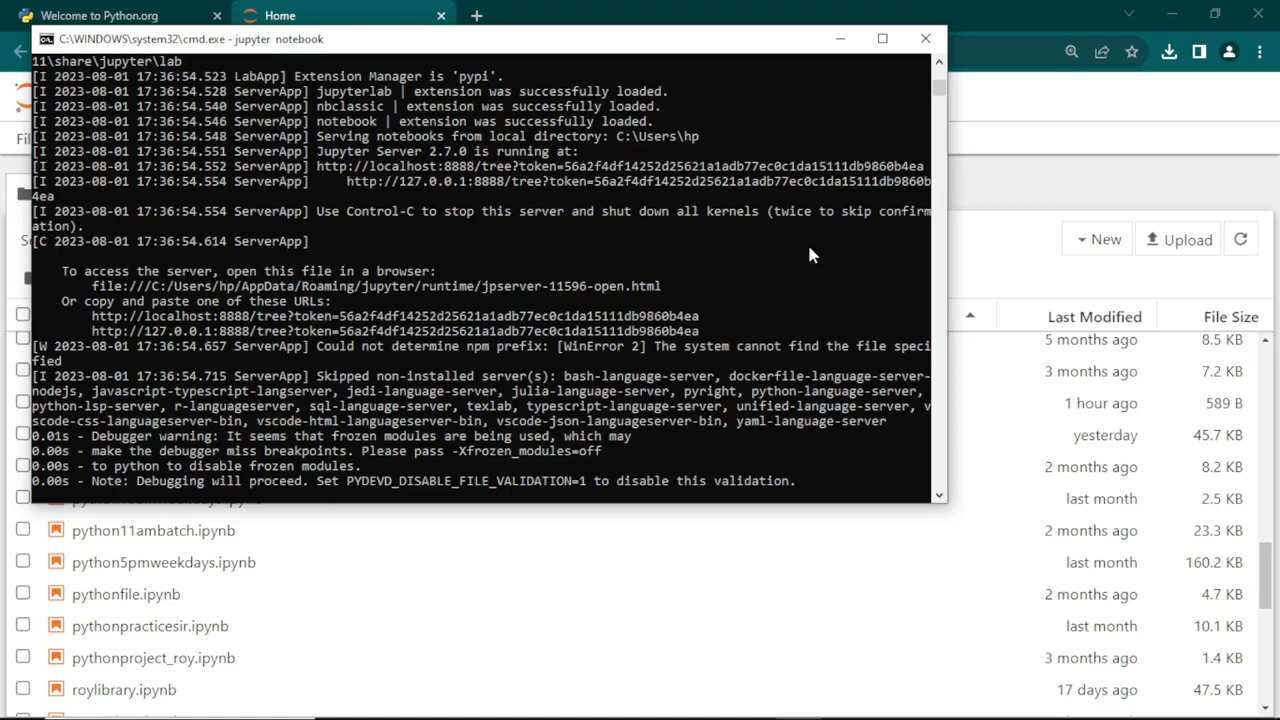 Welcome to Python.org
Home
C:\WINDOWS\system32\cmd.exe - jupyter notebook
11\share\jupyter\lab
[I 2023-08-01 17:36:54.523 LabApp] Extension Manager is 'pypi'.
[I 2023-08-01 17:36:54.528 ServerApp] jupyterlab | extension was successfully loaded.
[I 2023-08-01 17:36:54.540 ServerApp] nbclassic | extension was successfully loaded.
[I 2023-08-01 17:36:54.546 ServerApp] notebook | extension was successfully loaded.
[I 2023-08-01 17:36:54.548 ServerApp] Serving notebooks from local directory: C:\Users\hp
[I 2023-08-01 17:36:54.551 ServerApp] Jupyter Server 2.7.0 is running at:
[I 2023-08-01 17:36:54.552 ServerApp] http://localhost:8888/tree?token=56a2f4df14252d25621a1adb77ec0c1da15111db9860b4ea
[I 2023-08-01 17:36:54.554 ServerApp]     http://127.0.0.1:8888/tree?token=56a2f4df14252d25621a1adb77ec0c1da15111db9860b
4ea
[I 2023-08-01 17:36:54.554 ServerApp] Use Control-C to stop this server and shut down all kernels (twice to skip confirm
ation).
[C 2023-08-01 17:36:54.614 ServerApp]
To access the server, open this file in a browser:
file:///C:/Users/hp/AppData/Roaming/jupyter/runtime/jpserver-11596-open.html
Or copy and paste one of these URLs:
http://localhost:8888/tree?token=56a2f4df14252d25621a1adb77ec0c1da15111db9860b4ea
http://127.0.0.1:8888/tree?token=56a2f4df14252d25621a1adb77ec0c1da15111db9860b4ea
[W 2023-08-01 17:36:54.657 ServerApp] Could not determine npm prefix: [WinError 2] The system cannot find the file speci
fied
[I 2023-08-01 17:36:54.715 ServerApp] Skipped non-installed server(s): bash-language-server, dockerfile-language-server-
nodejs, javascript-typescript-langserver, jedi-language-server, julia-language-server, pyright, python-language-server,
python-lsp-server, r-languageserver, sql-language-server, texlab, typescript-language-server, unified-language-server, v
scode-css-languageserver-bin, vscode-html-languageserver-bin, vscode-json-languageserver-bin, yaml-language-server
0.01s - Debugger warning: It seems that frozen modules are being used, which may
0.00s - make the debugger miss breakpoints. Please pass -Xfrozen_modules=off
0.00s - to python to disable frozen modules.
0.00s - Note: Debugging will proceed. Set PYDEVD_DISABLE_FILE_VALIDATION=1 to disable this validation.
New Upload
Last Modified File Size
5 months ago 8.5 KB
3 months ago 7.2 KB
1 hour ago 589 B
yesterday 45.7 KB
2 months ago 8.2 KB
last month 2.5 KB
python11ambatch.ipynb 2 months ago 23.3 KB
python5pmweekdays.ipynb last month 160.2 KB
pythonfile.ipynb 2 months ago 4.7 KB
pythonpracticesir.ipynb last month 10.1 KB
pythonproject_roy.ipynb 3 months ago 1.4 KB
roylibrary.ipynb 17 days ago 47.5 KB